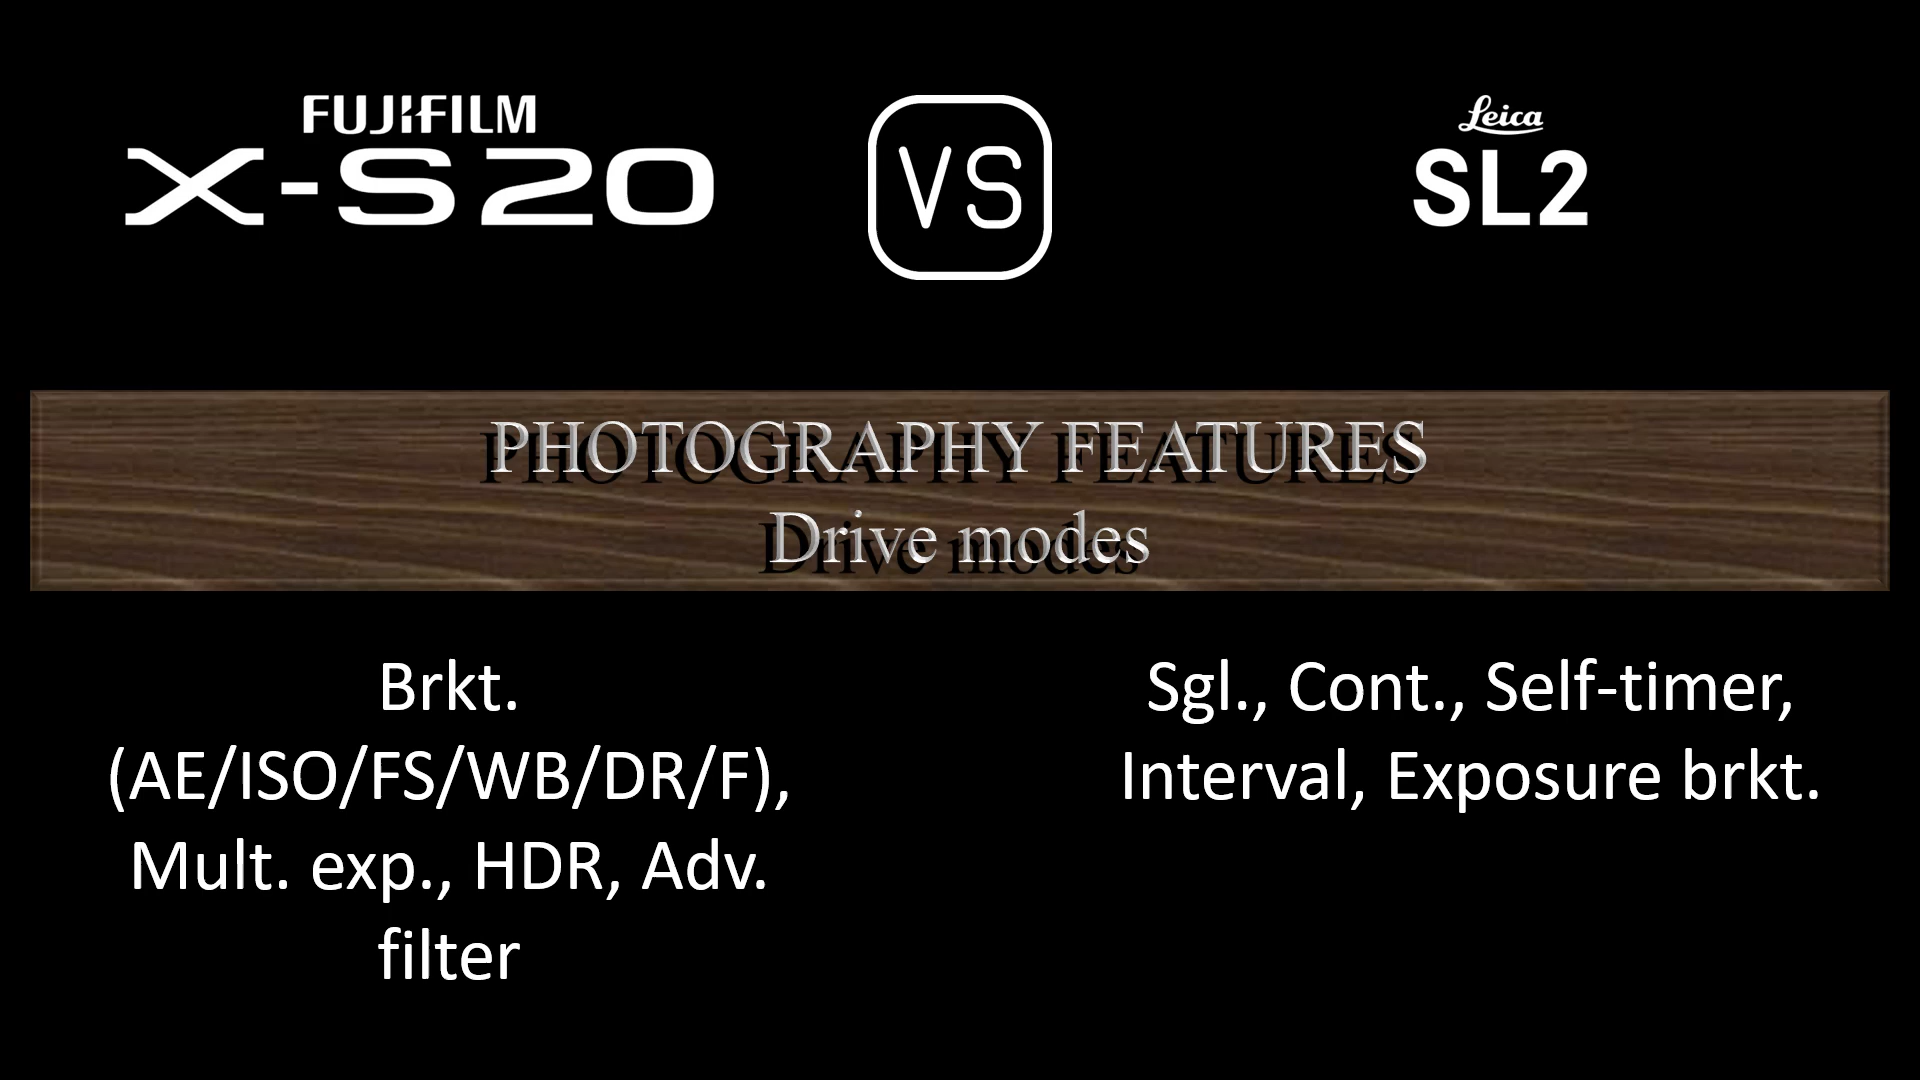 FUJIFILM
X-S20
VS
Leica
SL2
PHOTOGRAPHY FEATURES
Drive modes
Brkt.
(AE/ISO/FS/WB/DR/F),
Mult. exp., HDR, Adv.
filter
Sgl., Cont., Self-timer,
Interval, Exposure brkt.